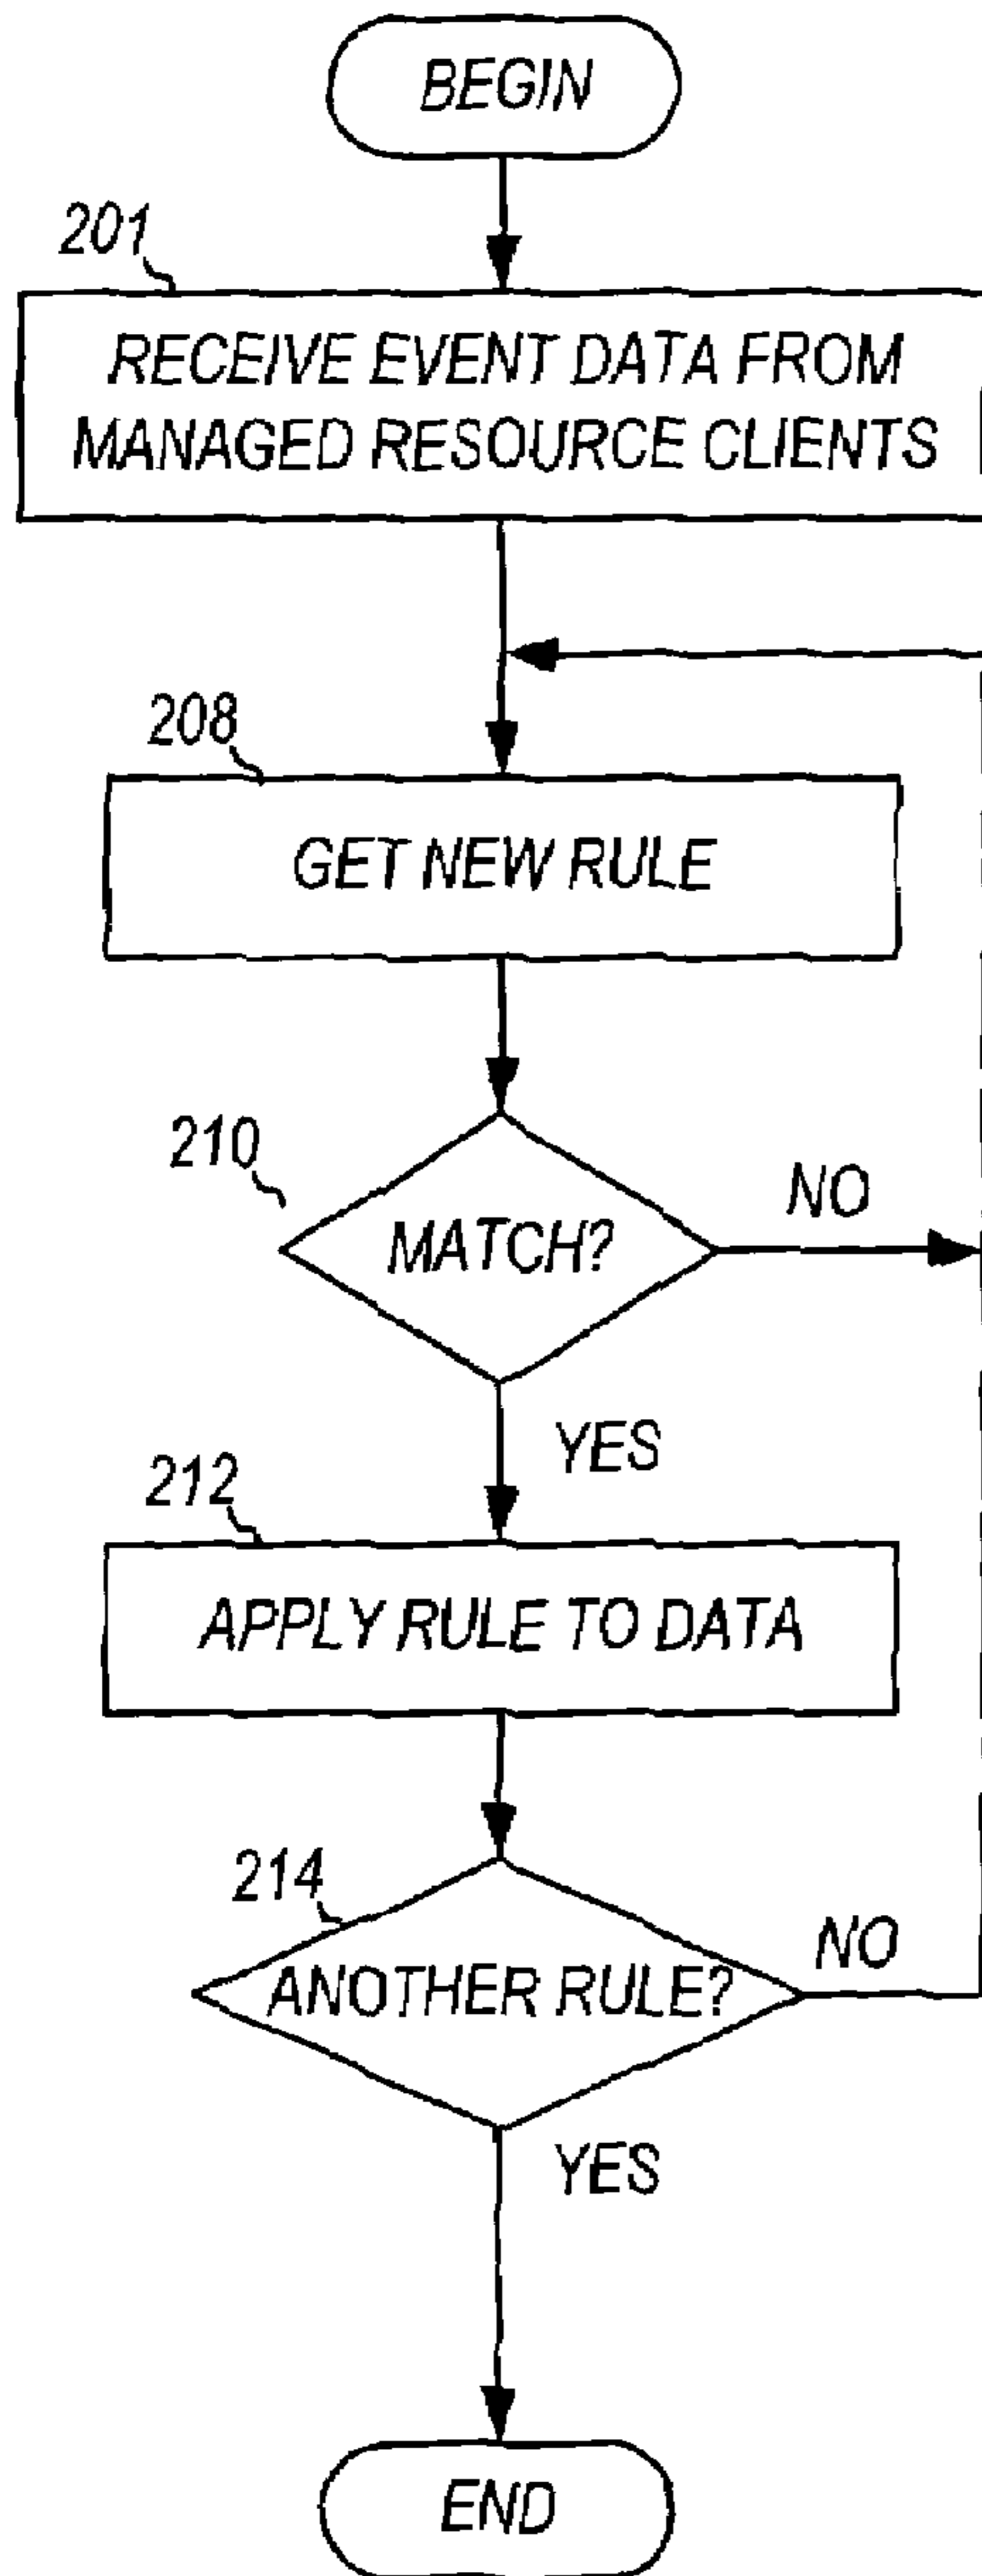 BEGIN
201
RECEIVE EVENT DATA FROM
MANAGED RESOURCE CLIENTS
208
GET NEW RULE
210
MATCH?
NO
YES
212
APPLY RULE TO DATA
214
ANOTHER RULE?
NO
YES
END